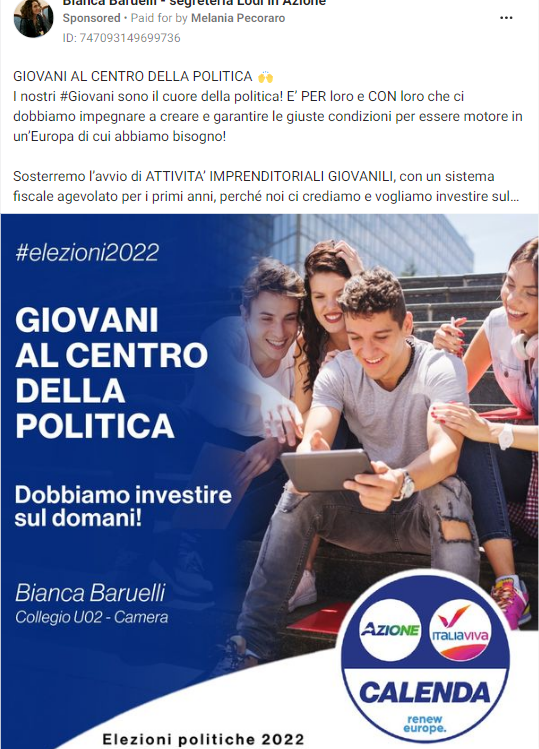 Bianca Baruelli - segreteria Lodi in Azione
Sponsored • Paid for by Melania Pecoraro
ID: 747093149699736
GIOVANI AL CENTRO DELLA POLITICA 🙌
I nostri #Giovani sono il cuore della politica! E’ PER loro e CON loro che ci
dobbiamo impegnare a creare e garantire le giuste condizioni per essere motore in
un’Europa di cui abbiamo bisogno!
Sosterremo l’avvio di ATTIVITA’ IMPRENDITORIALI GIOVANILI, con un sistema
fiscale agevolato per i primi anni, perché noi ci crediamo e vogliamo investire sul...
#elezioni2022
GIOVANI
AL CENTRO
DELLA
POLITICA
Dobbiamo investire
sul domani!
Bianca Baruelli
Collegio U02 - Camera
AZIONE
ITALIAVIVA
CALENDA
renew
europe.
Elezioni politiche 2022